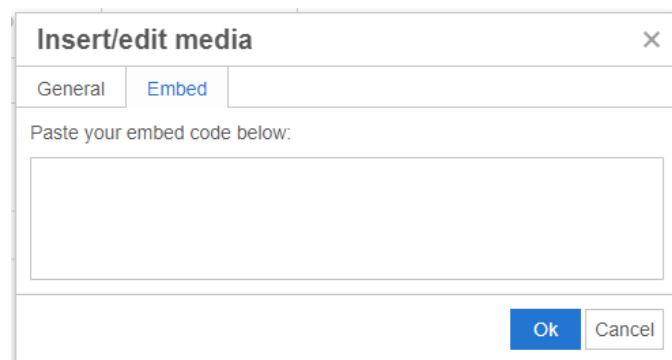 Insert/edit media
General Embed
Paste your embed code below:
Ok Cancel